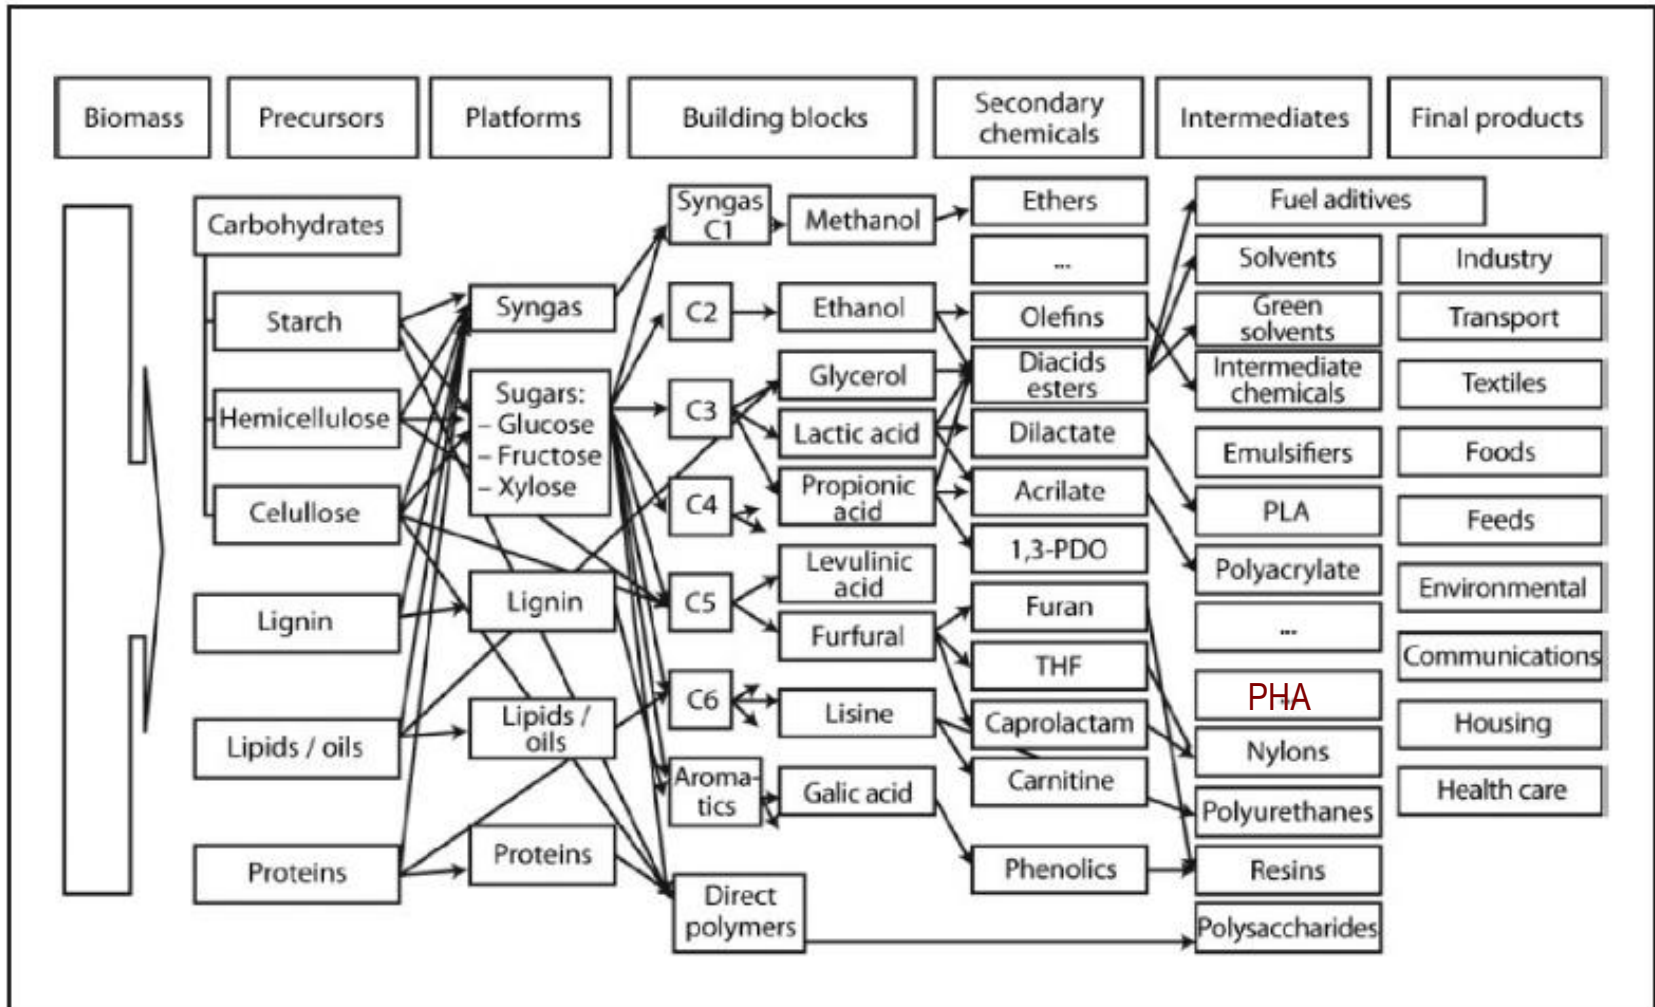 Biomass
Precursors
Platforms
Building blocks
Secondary
chemicals
Intermediates
Final products
Carbohydrates
Starch
Hemicellulose
Celullose
Lignin
Lipids / oils
Proteins
Syngas
Sugars:
– Glucose
– Fructose
– Xylose
Lignin
Lipids /
oils
Proteins
Syngas
C1
C2
C3
C4
C5
C6
Aroma-
tics
Direct
polymers
Methanol
Ethanol
Glycerol
Lactic acid
Propionic
acid
Levulinic
acid
Furfural
Lisine
Galic acid
Ethers
...
Olefins
Diacids
esters
Dilactate
Acrilate
1,3-PDO
Furan
THF
Caprolactam
Carnitine
Phenolics
Fuel aditives
Solvents
Green
solvents
Intermediate
chemicals
Emulsifiers
PLA
Polyacrylate
...
PHA
Nylons
Polyurethanes
Resins
Polysaccharides
Industry
Transport
Textiles
Foods
Feeds
Environmental
Communications
Housing
Health care